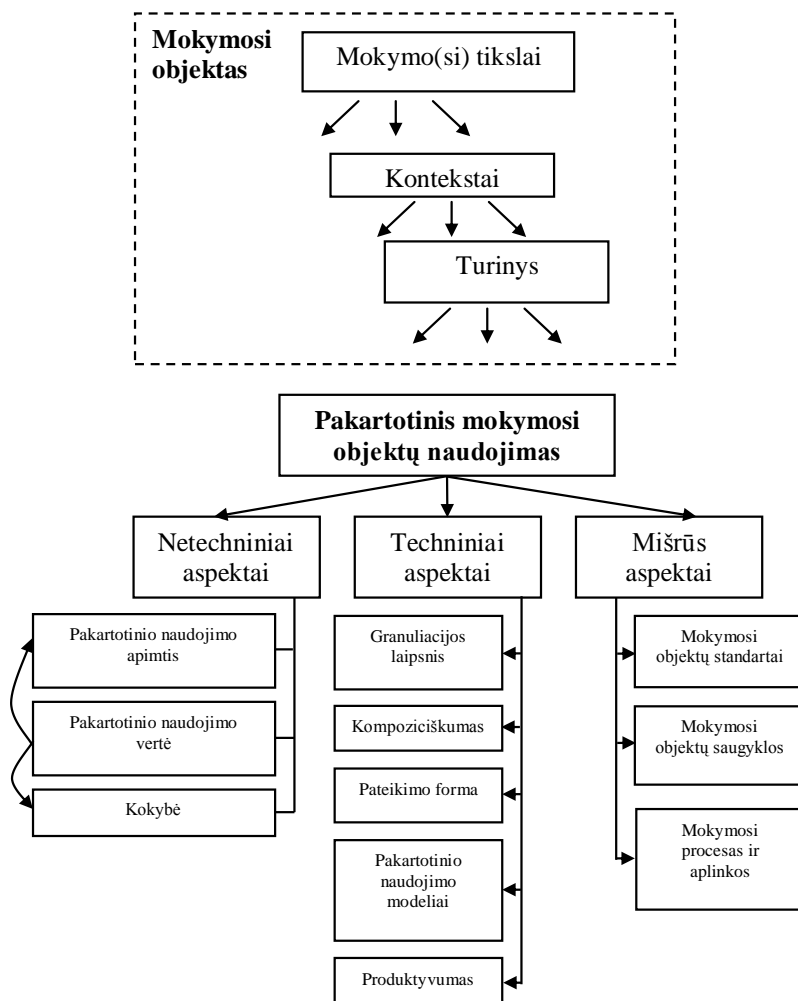 Mokymosi
objektas
Mokymo(si) tikslai
Kontekstai
Turinys
Pakartotinis mokymosi
objektų naudojimas
Netechniniai
aspektai
Techniniai
aspektai
Mišrūs
aspektai
Pakartotinio naudojimo
apimtis
Pakartotinio naudojimo
vertė
Kokybė
Granuliacijos
laipsnis
Kompoziciškumas
Pateikimo forma
Pakartotinio
naudojimo
modeliai
Produktyvumas
Mokymosi
objektų standartai
Mokymosi
objektų saugyklos
Mokymosi
procesas ir
aplinkos